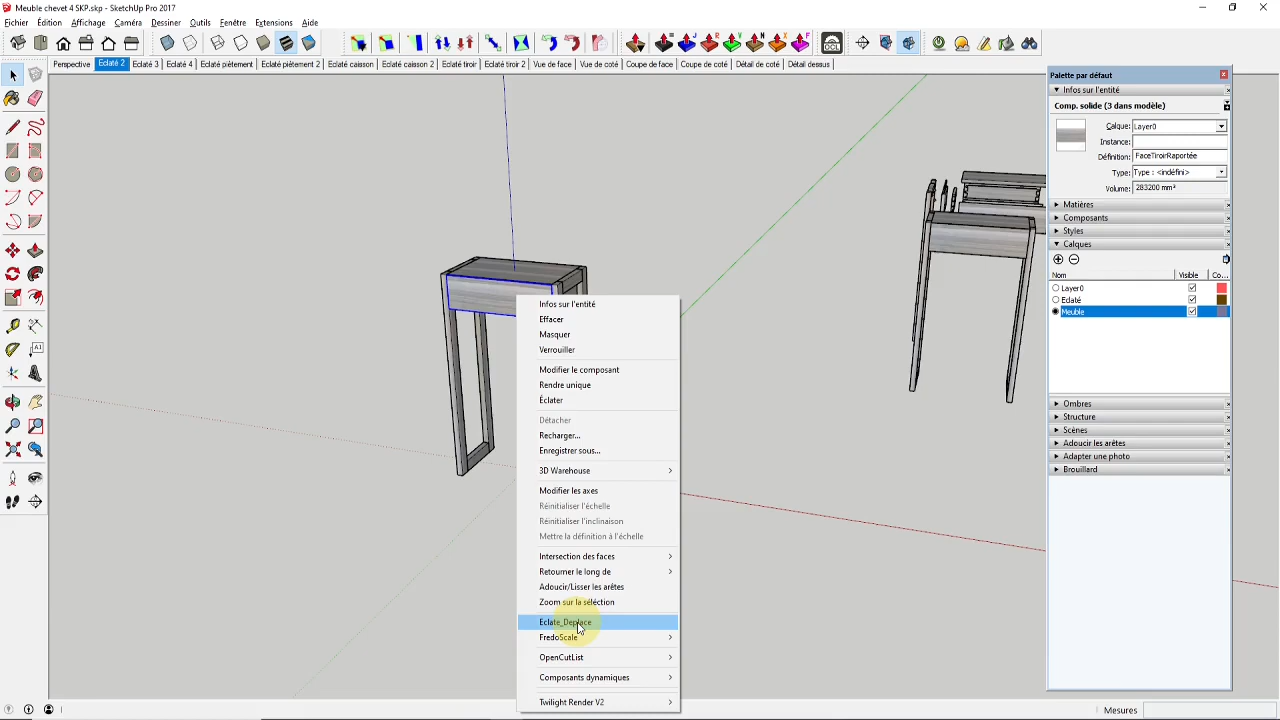 Meuble chevet 4 SKP.skp - SketchUp Pro 2017
Fichier Édition Affichage Caméra Dessiner Outils Fenêtre Extensions Aide
OCL
Perspective Eclaté 2 Eclaté 3 Eclaté 4 Eclaté piètement Eclaté piètement 2 Eclaté caisson Eclaté caisson 2 Eclaté tiroir Eclaté tiroir 2 Vue de face Vue de coté Coupe de face Coupe de coté Détail de coté Détail dessus
Palette par défaut
Infos sur l'entité
Comp. solide (3 dans modèle)
Calque: Layer0
Instance:
Définition: FaceTiroirRaportée
Type: Type : <indéfini>
Volume: 283200 mm³
Matières
Composants
Styles
Calques
Nom Visible Co...
Layer0
Eclaté
Meuble
Ombres
Structure
Scènes
Adoucir les arêtes
Adapter une photo
Brouillard
Infos sur l'entité
Effacer
Masquer
Verrouiller
Modifier le composant
Rendre unique
Éclater
Détacher
Recharger...
Enregistrer sous...
3D Warehouse
Modifier les axes
Réinitialiser l'échelle
Réinitialiser l'inclinaison
Mettre la définition à l'échelle
Intersection des faces
Retourner le long de
Adoucir/Lisser les arêtes
Zoom sur la sélection
Eclate_Deplace
FredoScale
OpenCutList
Composants dynamiques
Twilight Render V2
Mesures